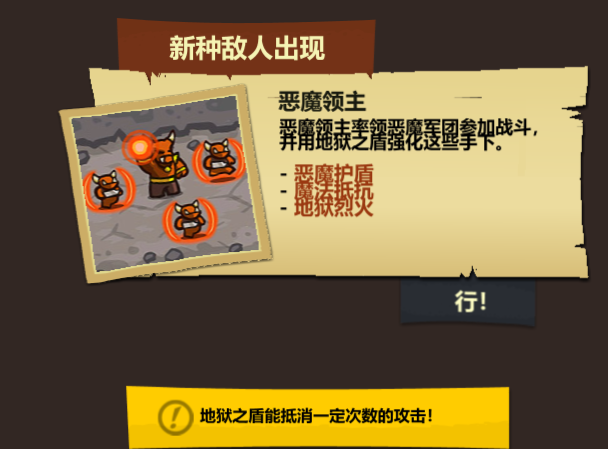 新种敌人出现
恶魔领主
恶魔领主率领恶魔军团参加战斗，
并用地狱之盾强化这些手下。
- 恶魔护盾
- 魔法抵抗
- 地狱烈火
行!
地狱之盾能抵消一定次数的攻击!